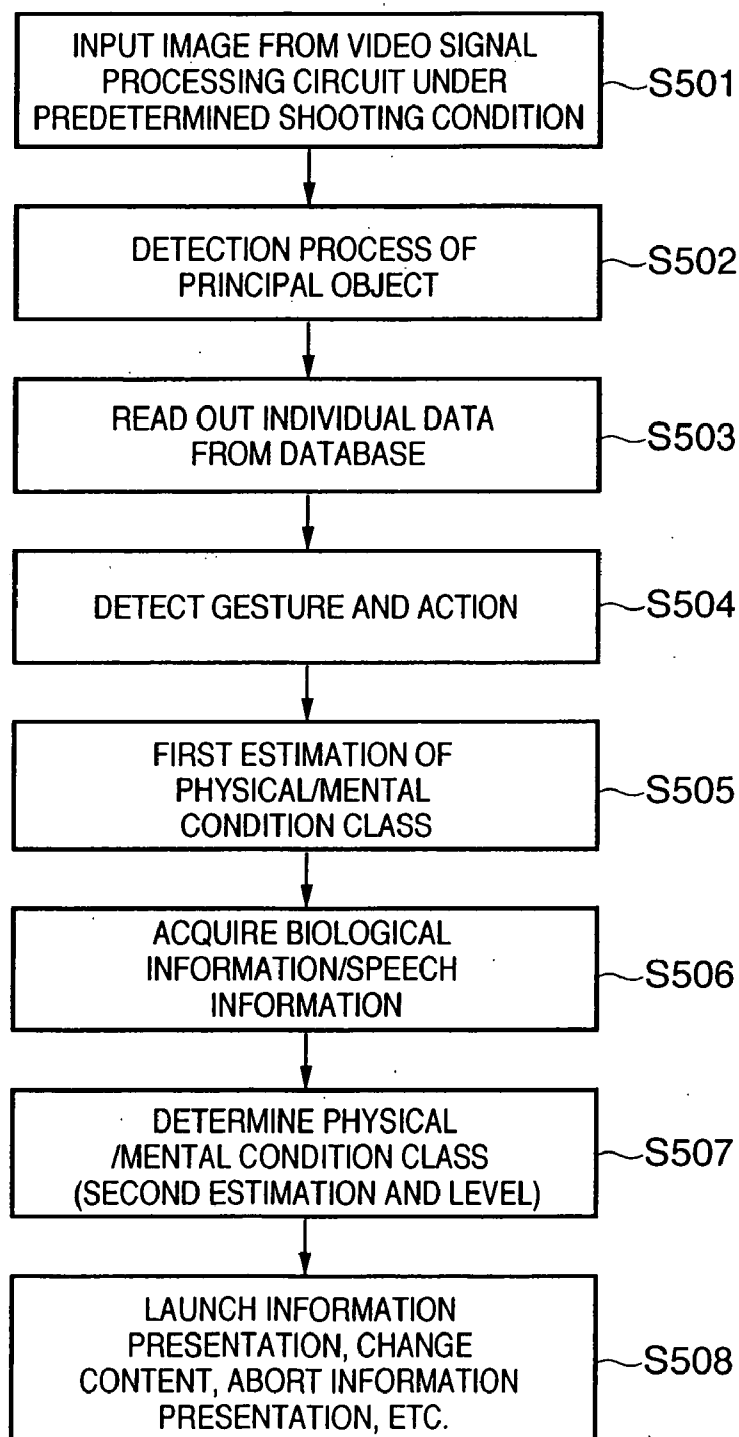 INPUT IMAGE FROM VIDEO SIGNAL
PROCESSING CIRCUIT UNDER
PREDETERMINED SHOOTING CONDITION
S501
DETECTION PROCESS OF
PRINCIPAL OBJECT
S502
READ OUT INDIVIDUAL DATA
FROM DATABASE
S503
DETECT GESTURE AND ACTION
S504
FIRST ESTIMATION OF
PHYSICAL/MENTAL
CONDITION CLASS
S505
ACQUIRE BIOLOGICAL
INFORMATION/SPEECH
INFORMATION
S506
DETERMINE PHYSICAL
/MENTAL CONDITION CLASS
(SECOND ESTIMATION AND LEVEL)
S507
LAUNCH INFORMATION
PRESENTATION, CHANGE
CONTENT, ABORT INFORMATION
PRESENTATION, ETC.
S508